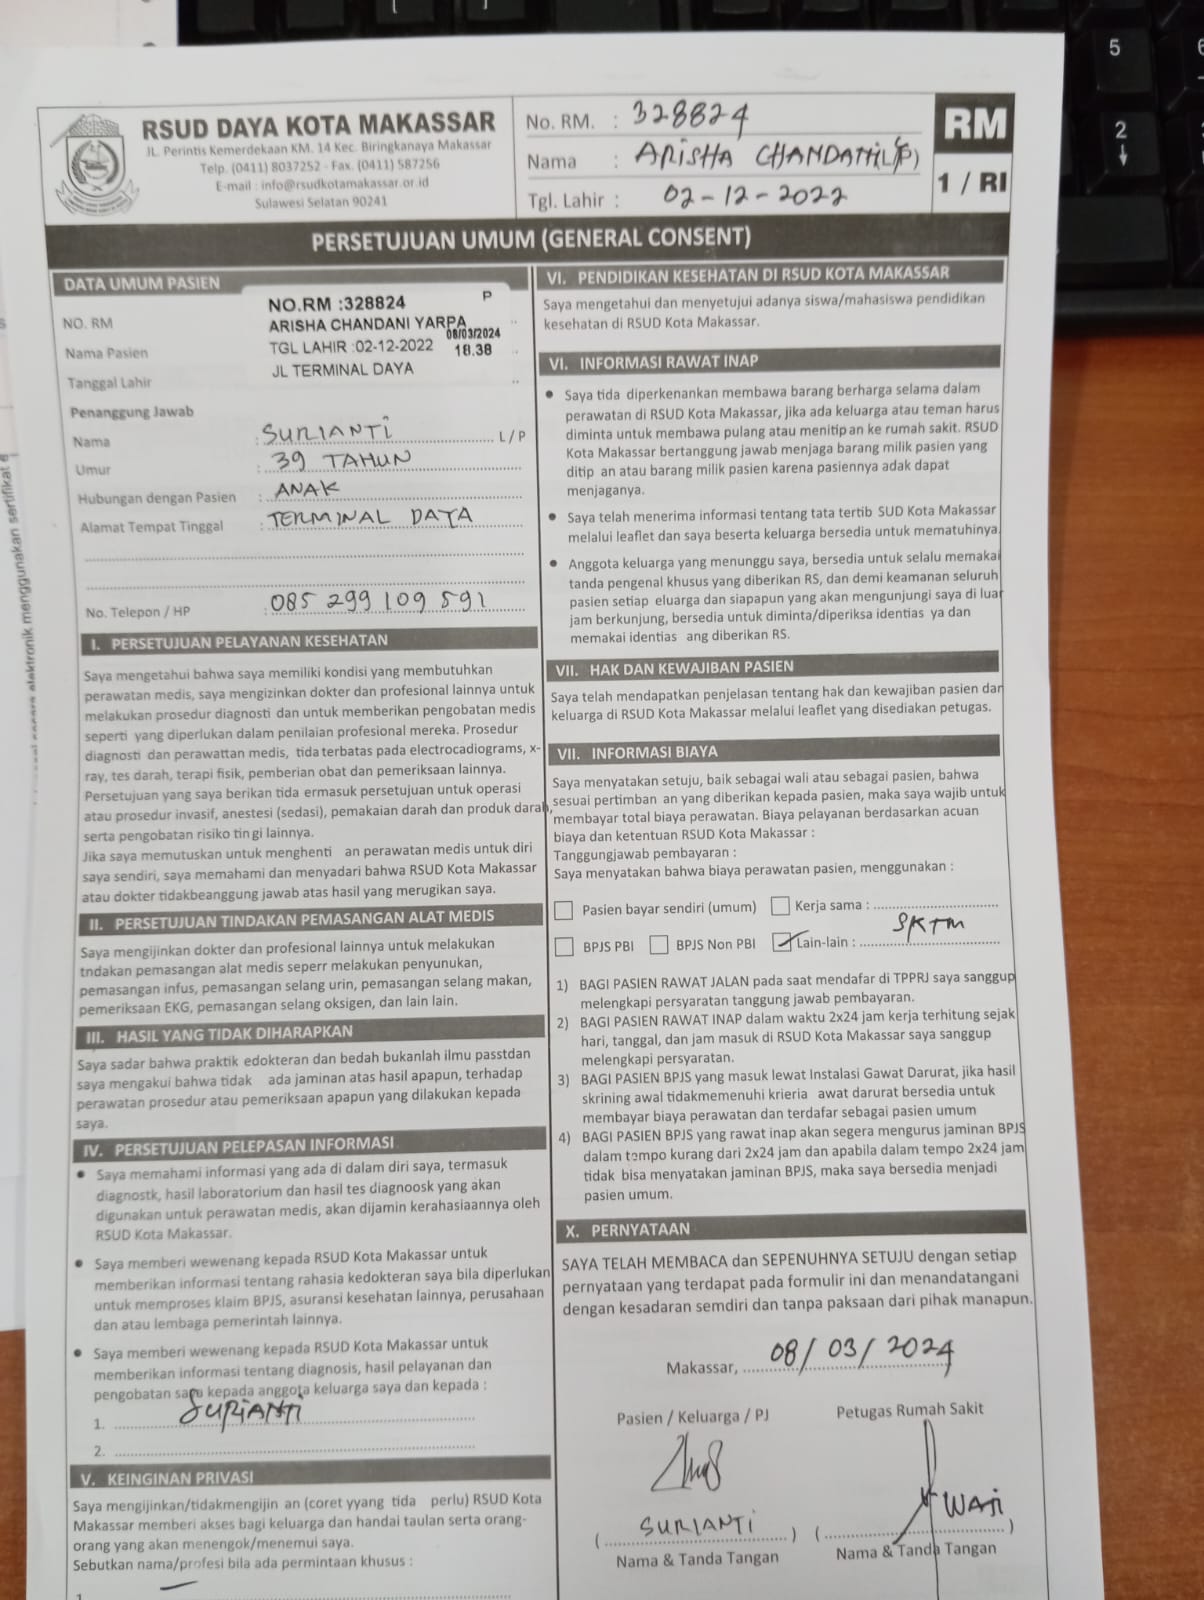 RSUD DAYA KOTA MAKASSAR
JL. Perintis Kemerdekaan KM. 14 Kec. Biringkanaya Makassar
Telp. (0411) 8037252 - Fax. (0411) 587256
E-mail : info@rsudkotamakassar.or.id
Sulawesi Selatan 90241
No. RM. : 328824
Nama : ARISHA CHANDANI (P)
Tgl. Lahir : 02-12-2022
RM
1 / RI
PERSETUJUAN UMUM (GENERAL CONSENT)
DATA UMUM PASIEN
NO. RM
Nama Pasien
Tanggal Lahir
NO.RM :328824 P
ARISHA CHANDANI YARPA
08/03/2024
TGL LAHIR :02-12-2022 18.38
JL TERMINAL DAYA
Penanggung Jawab
Nama : SURIANTI L / P
Umur : 39 TAHUN
Hubungan dengan Pasien : ANAK
Alamat Tempat Tinggal : TERMINAL DAYA
No. Telepon / HP : 085 299 109 591
I. PERSETUJUAN PELAYANAN KESEHATAN
Saya mengetahui bahwa saya memiliki kondisi yang membutuhkan
perawatan medis, saya mengizinkan dokter dan profesional lainnya untuk
melakukan prosedur diagnosti dan untuk memberikan pengobatan medis
seperti yang diperlukan dalam penilaian profesional mereka. Prosedur
diagnosti dan perawattan medis, tida terbatas pada electrocadiograms, x-
ray, tes darah, terapi fisik, pemberian obat dan pemeriksaan lainnya.
Persetujuan yang saya berikan tida ermasuk persetujuan untuk operasi
atau prosedur invasif, anestesi (sedasi), pemakaian darah dan produk darah,
serta pengobatan risiko tin gi lainnya.
Jika saya memutuskan untuk menghenti an perawatan medis untuk diri
saya sendiri, saya memahami dan menyadari bahwa RSUD Kota Makassar
atau dokter tidakbeanggung jawab atas hasil yang merugikan saya.
II. PERSETUJUAN TINDAKAN PEMASANGAN ALAT MEDIS
Saya mengijinkan dokter dan profesional lainnya untuk melakukan
tndakan pemasangan alat medis seperr melakukan penyunukan,
pemasangan infus, pemasangan selang urin, pemasangan selang makan,
pemeriksaan EKG, pemasangan selang oksigen, dan lain lain.
III. HASIL YANG TIDAK DIHARAPKAN
Saya sadar bahwa praktik edokteran dan bedah bukanlah ilmu passtdan
saya mengakui bahwa tidak ada jaminan atas hasil apapun, terhadap
perawatan prosedur atau pemeriksaan apapun yang dilakukan kepada
saya.
IV. PERSETUJUAN PELEPASAN INFORMASI
• Saya memahami informasi yang ada di dalam diri saya, termasuk
diagnostk, hasil laboratorium dan hasil tes diagnoosk yang akan
digunakan untuk perawatan medis, akan dijamin kerahasiaannya oleh
RSUD Kota Makassar.
• Saya memberi wewenang kepada RSUD Kota Makassar untuk
memberikan informasi tentang rahasia kedokteran saya bila diperlukan
untuk memproses klaim BPJS, asuransi kesehatan lainnya, perusahaan
dan atau lembaga pemerintah lainnya.
• Saya memberi wewenang kepada RSUD Kota Makassar untuk
memberikan informasi tentang diagnosis, hasil pelayanan dan
pengobatan saya kepada anggota keluarga saya dan kepada :
1. SURIANTI
2.
V. KEINGINAN PRIVASI
Saya mengijinkan/tidakmengijin an (coret yyang tida perlu) RSUD Kota
Makassar memberi akses bagi keluarga dan handai taulan serta orang-
orang yang akan menengok/menemui saya.
Sebutkan nama/profesi bila ada permintaan khusus :
VI. PENDIDIKAN KESEHATAN DI RSUD KOTA MAKASSAR
Saya mengetahui dan menyetujui adanya siswa/mahasiswa pendidikan
kesehatan di RSUD Kota Makassar.
VI. INFORMASI RAWAT INAP
• Saya tida diperkenankan membawa barang berharga selama dalam
perawatan di RSUD Kota Makassar, jika ada keluarga atau teman harus
diminta untuk membawa pulang atau menitip an ke rumah sakit. RSUD
Kota Makassar bertanggung jawab menjaga barang milik pasien yang
ditip an atau barang milik pasien karena pasiennya adak dapat
menjaganya.
• Saya telah menerima informasi tentang tata tertib SUD Kota Makassar
melalui leaflet dan saya beserta keluarga bersedia untuk mematuhinya.
• Anggota keluarga yang menunggu saya, bersedia untuk selalu memakai
tanda pengenal khusus yang diberikan RS, dan demi keamanan seluruh
pasien setiap eluarga dan siapapun yang akan mengunjungi saya di luar
jam berkunjung, bersedia untuk diminta/diperiksa identias ya dan
memakai identias ang diberikan RS.
VII. HAK DAN KEWAJIBAN PASIEN
Saya telah mendapatkan penjelasan tentang hak dan kewajiban pasien dan
keluarga di RSUD Kota Makassar melalui leaflet yang disediakan petugas.
VII. INFORMASI BIAYA
Saya menyatakan setuju, baik sebagai wali atau sebagai pasien, bahwa
sesuai pertimban an yang diberikan kepada pasien, maka saya wajib untuk
membayar total biaya perawatan. Biaya pelayanan berdasarkan acuan
biaya dan ketentuan RSUD Kota Makassar :
Tanggungjawab pembayaran :
Saya menyatakan bahwa biaya perawatan pasien, menggunakan :
Pasien bayar sendiri (umum) Kerja sama :
BPJS PBI BPJS Non PBI Lain-lain : SKTM
1) BAGI PASIEN RAWAT JALAN pada saat mendafar di TPPRJ saya sanggup
melengkapi persyaratan tanggung jawab pembayaran.
2) BAGI PASIEN RAWAT INAP dalam waktu 2x24 jam kerja terhitung sejak
hari, tanggal, dan jam masuk di RSUD Kota Makassar saya sanggup
melengkapi persyaratan.
3) BAGI PASIEN BPJS yang masuk lewat Instalasi Gawat Darurat, jika hasil
skrining awal tidakmemenuhi krieria awat darurat bersedia untuk
membayar biaya perawatan dan terdafar sebagai pasien umum
4) BAGI PASIEN BPJS yang rawat inap akan segera mengurus jaminan BPJS
dalam tempo kurang dari 2x24 jam dan apabila dalam tempo 2x24 jam
tidak bisa menyatakan jaminan BPJS, maka saya bersedia menjadi
pasien umum.
X. PERNYATAAN
SAYA TELAH MEMBACA dan SEPENUHNYA SETUJU dengan setiap
pernyataan yang terdapat pada formulir ini dan menandatangani
dengan kesadaran semdiri dan tanpa paksaan dari pihak manapun.
Makassar, 08/03/2024
Pasien / Keluarga / PJ Petugas Rumah Sakit
( SURIANTI ) ( WATI )
Nama & Tanda Tangan Nama & Tanda Tangan
5
6
2
menggunakan sertifikat